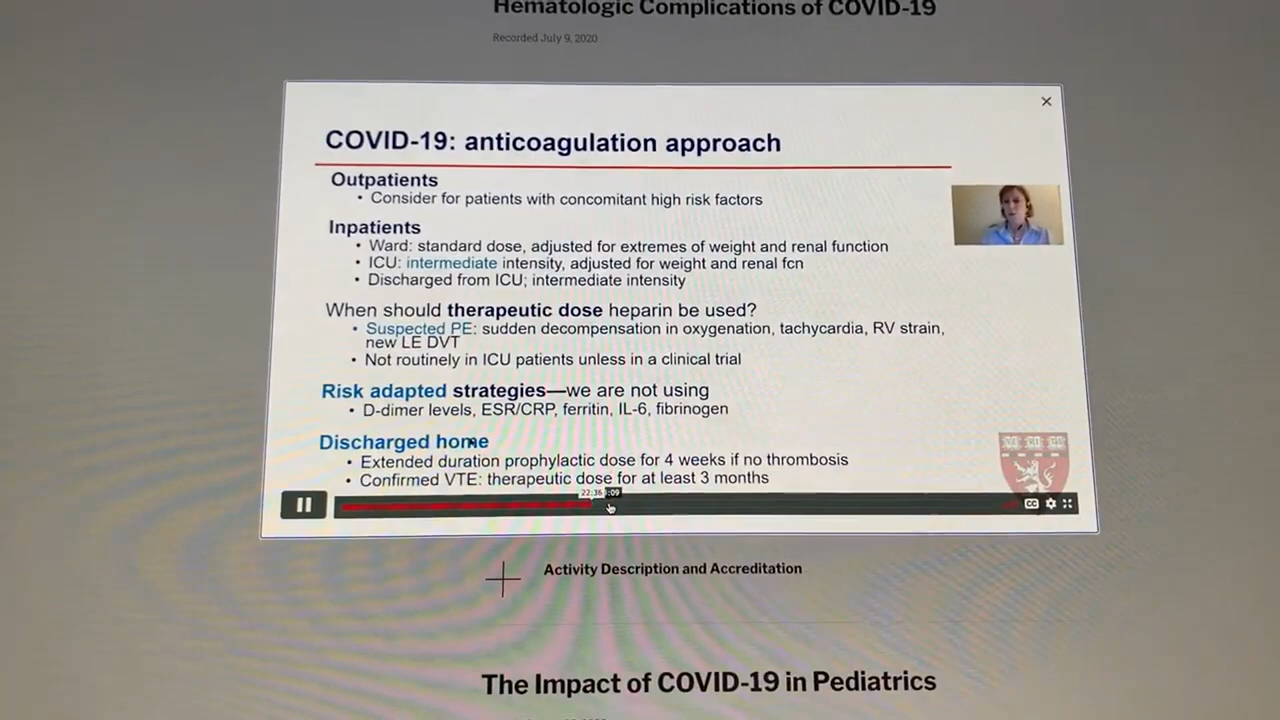 Hematologic Complications of COVID-19
Recorded July 9, 2020
COVID-19: anticoagulation approach
Outpatients
• Consider for patients with concomitant high risk factors
Inpatients
• Ward: standard dose, adjusted for extremes of weight and renal function
• ICU: intermediate intensity, adjusted for weight and renal fcn
• Discharged from ICU; intermediate intensity
When should therapeutic dose heparin be used?
• Suspected PE: sudden decompensation in oxygenation, tachycardia, RV strain,
new LE DVT
• Not routinely in ICU patients unless in a clinical trial
Risk adapted strategies—we are not using
• D-dimer levels, ESR/CRP, ferritin, IL-6, fibrinogen
Discharged home
• Extended duration prophylactic dose for 4 weeks if no thrombosis
• Confirmed VTE: therapeutic dose for at least 3 months
22:36
:09
CC
Activity Description and Accreditation
The Impact of COVID-19 in Pediatrics